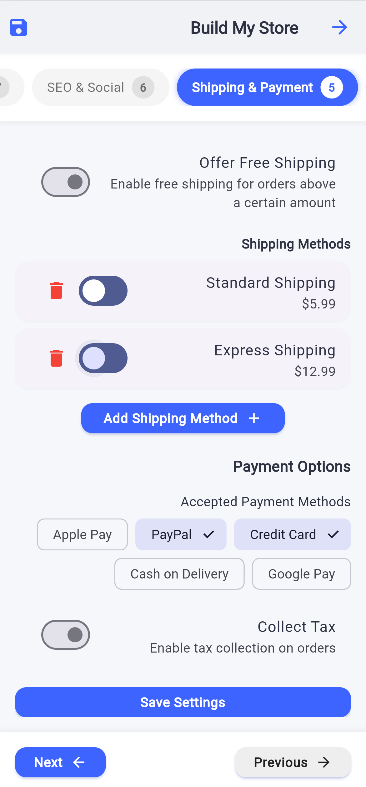 Build My Store
Shipping & Payment 5
SEO & Social 6
Offer Free Shipping
Enable free shipping for orders above
a certain amount
Shipping Methods
Standard Shipping
$5.99
Express Shipping
$12.99
Add Shipping Method
Payment Options
Accepted Payment Methods
Credit Card
PayPal
Apple Pay
Google Pay
Cash on Delivery
Collect Tax
Enable tax collection on orders
Save Settings
Previous
Next